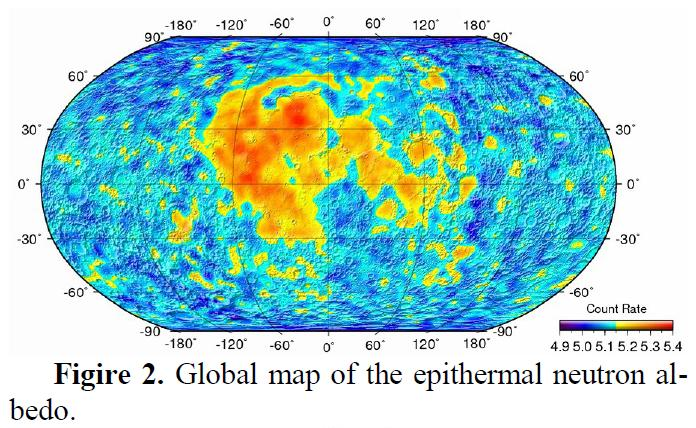 -180° -120° -60° 0° 60° 120° 180°
90° 90°
60° 60°
30° 30°
0° 0°
-30° -30°
-60° -60°
Count Rate
-90 -90°
-180° -120° -60° 0° 60° 120° 180°
4.9 5.0 5.1 5.2 5.3 5.4
Figire 2. Global map of the epithermal neutron al-
bedo.